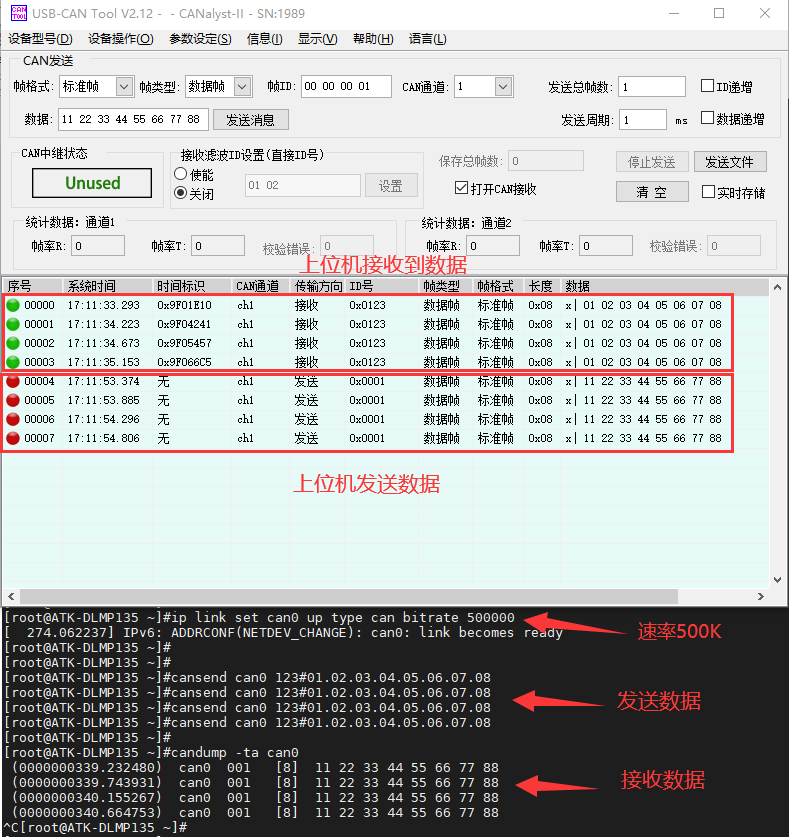 USB-CAN Tool V2.12 - - CANalyst-II - SN:1989
设备型号(D) 设备操作(O) 参数设定(S) 信息(I) 显示(V) 帮助(H) 语言(L)
CAN发送
帧格式: 标准帧 帧类型: 数据帧 帧ID: 00 00 00 01 CAN通道: 1 发送总帧数: 1 ID递增
数据: 11 22 33 44 55 66 77 88 发送消息 发送周期: 1 ms 数据递增
CAN中继状态 接收滤波ID设置(直接ID号) 保存总帧数: 0 停止发送 发送文件
Unused 使能 关闭 01 02 设置 打开CAN接收 清 空 实时存储
统计数据: 通道1 统计数据: 通道2
帧率R: 0 帧率T: 0 校验错误: 0 帧率R: 0 帧率T: 0 校验错误: 0
上位机接收到数据
序号 系统时间 时间标识 CAN通道 传输方向 ID号 帧类型 帧格式 长度 数据
00000 17:11:33.293 0x9F01E10 ch1 接收 0x0123 数据帧 标准帧 0x08 x| 01 02 03 04 05 06 07 08
00001 17:11:34.223 0x9F04241 ch1 接收 0x0123 数据帧 标准帧 0x08 x| 01 02 03 04 05 06 07 08
00002 17:11:34.673 0x9F05457 ch1 接收 0x0123 数据帧 标准帧 0x08 x| 01 02 03 04 05 06 07 08
00003 17:11:35.153 0x9F066C5 ch1 接收 0x0123 数据帧 标准帧 0x08 x| 01 02 03 04 05 06 07 08
00004 17:11:53.374 无 ch1 发送 0x0001 数据帧 标准帧 0x08 x| 11 22 33 44 55 66 77 88
00005 17:11:53.885 无 ch1 发送 0x0001 数据帧 标准帧 0x08 x| 11 22 33 44 55 66 77 88
00006 17:11:54.296 无 ch1 发送 0x0001 数据帧 标准帧 0x08 x| 11 22 33 44 55 66 77 88
00007 17:11:54.806 无 ch1 发送 0x0001 数据帧 标准帧 0x08 x| 11 22 33 44 55 66 77 88
上位机发送数据
[root@ATK-DLMP135 ~]#ip link set can0 up type can bitrate 500000
[  274.062237] IPv6: ADDRCONF(NETDEV_CHANGE): can0: link becomes ready
速率500K
[root@ATK-DLMP135 ~]#
[root@ATK-DLMP135 ~]#
[root@ATK-DLMP135 ~]#cansend can0 123#01.02.03.04.05.06.07.08
[root@ATK-DLMP135 ~]#cansend can0 123#01.02.03.04.05.06.07.08
[root@ATK-DLMP135 ~]#cansend can0 123#01.02.03.04.05.06.07.08
发送数据
[root@ATK-DLMP135 ~]#cansend can0 123#01.02.03.04.05.06.07.08
[root@ATK-DLMP135 ~]#
[root@ATK-DLMP135 ~]#candump -ta can0
(0000000339.232480) can0 001 [8] 11 22 33 44 55 66 77 88
(0000000339.743931) can0 001 [8] 11 22 33 44 55 66 77 88
接收数据
(0000000340.155267) can0 001 [8] 11 22 33 44 55 66 77 88
(0000000340.664753) can0 001 [8] 11 22 33 44 55 66 77 88
^C[root@ATK-DLMP135 ~]#